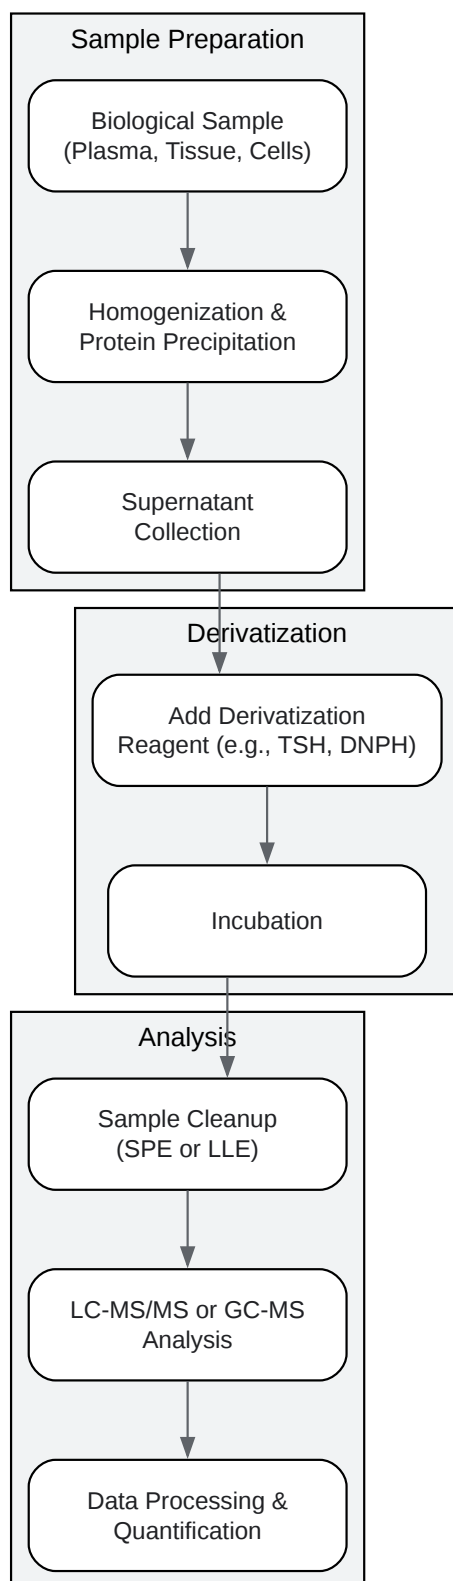 Sample Preparation
Biological Sample
(Plasma, Tissue, Cells)
Homogenization &
Protein Precipitation
Supernatant
Collection
Derivatization
Add Derivatization
Reagent (e.g., TSH, DNPH)
Incubation
Analysis
Sample Cleanup
(SPE or LLE)
LC-MS/MS or GC-MS
Analysis
Data Processing &
Quantification